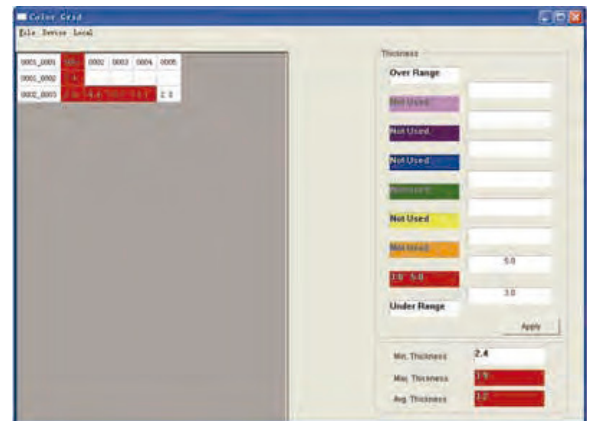 Color Grid
File Device Local
0001_0001 0002 0003 0004 0005
0001_0002
0002_0003
Thickness
Over Range
Not Used
Not Used
Not Used
Not Used
Not Used
Not Used
5.0
3.0
Under Range
Apply
Min. Thickness 2.4
Max. Thickness
Avg. Thickness